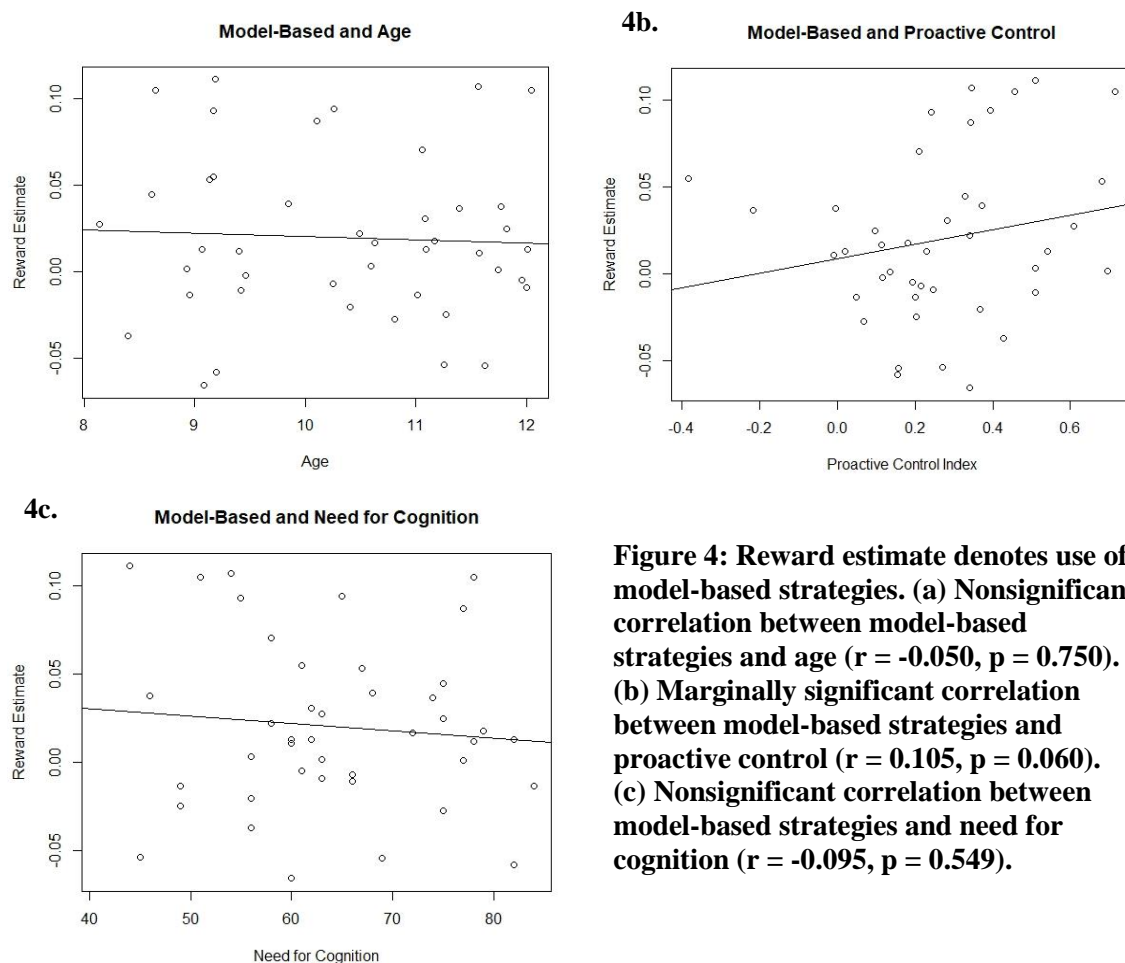 Model-Based and Age
Reward Estimate
0.10
0.05
0.00
-0.05
8
9
10
11
12
Age
4b.
Model-Based and Proactive Control
Reward Estimate
0.10
0.05
0.00
-0.05
-0.4
-0.2
0.0
0.2
0.4
0.6
Proactive Control Index
4c.
Model-Based and Need for Cognition
Reward Estimate
0.10
0.05
0.00
-0.05
40
50
60
70
80
Need for Cognition
Figure 4: Reward estimate denotes use of
model-based strategies. (a) Nonsignifican
correlation between model-based
strategies and age (r = -0.050, p = 0.750).
(b) Marginally significant correlation
between model-based strategies and
proactive control (r = 0.105, p = 0.060).
(c) Nonsignificant correlation between
model-based strategies and need for
cognition (r = -0.095, p = 0.549).